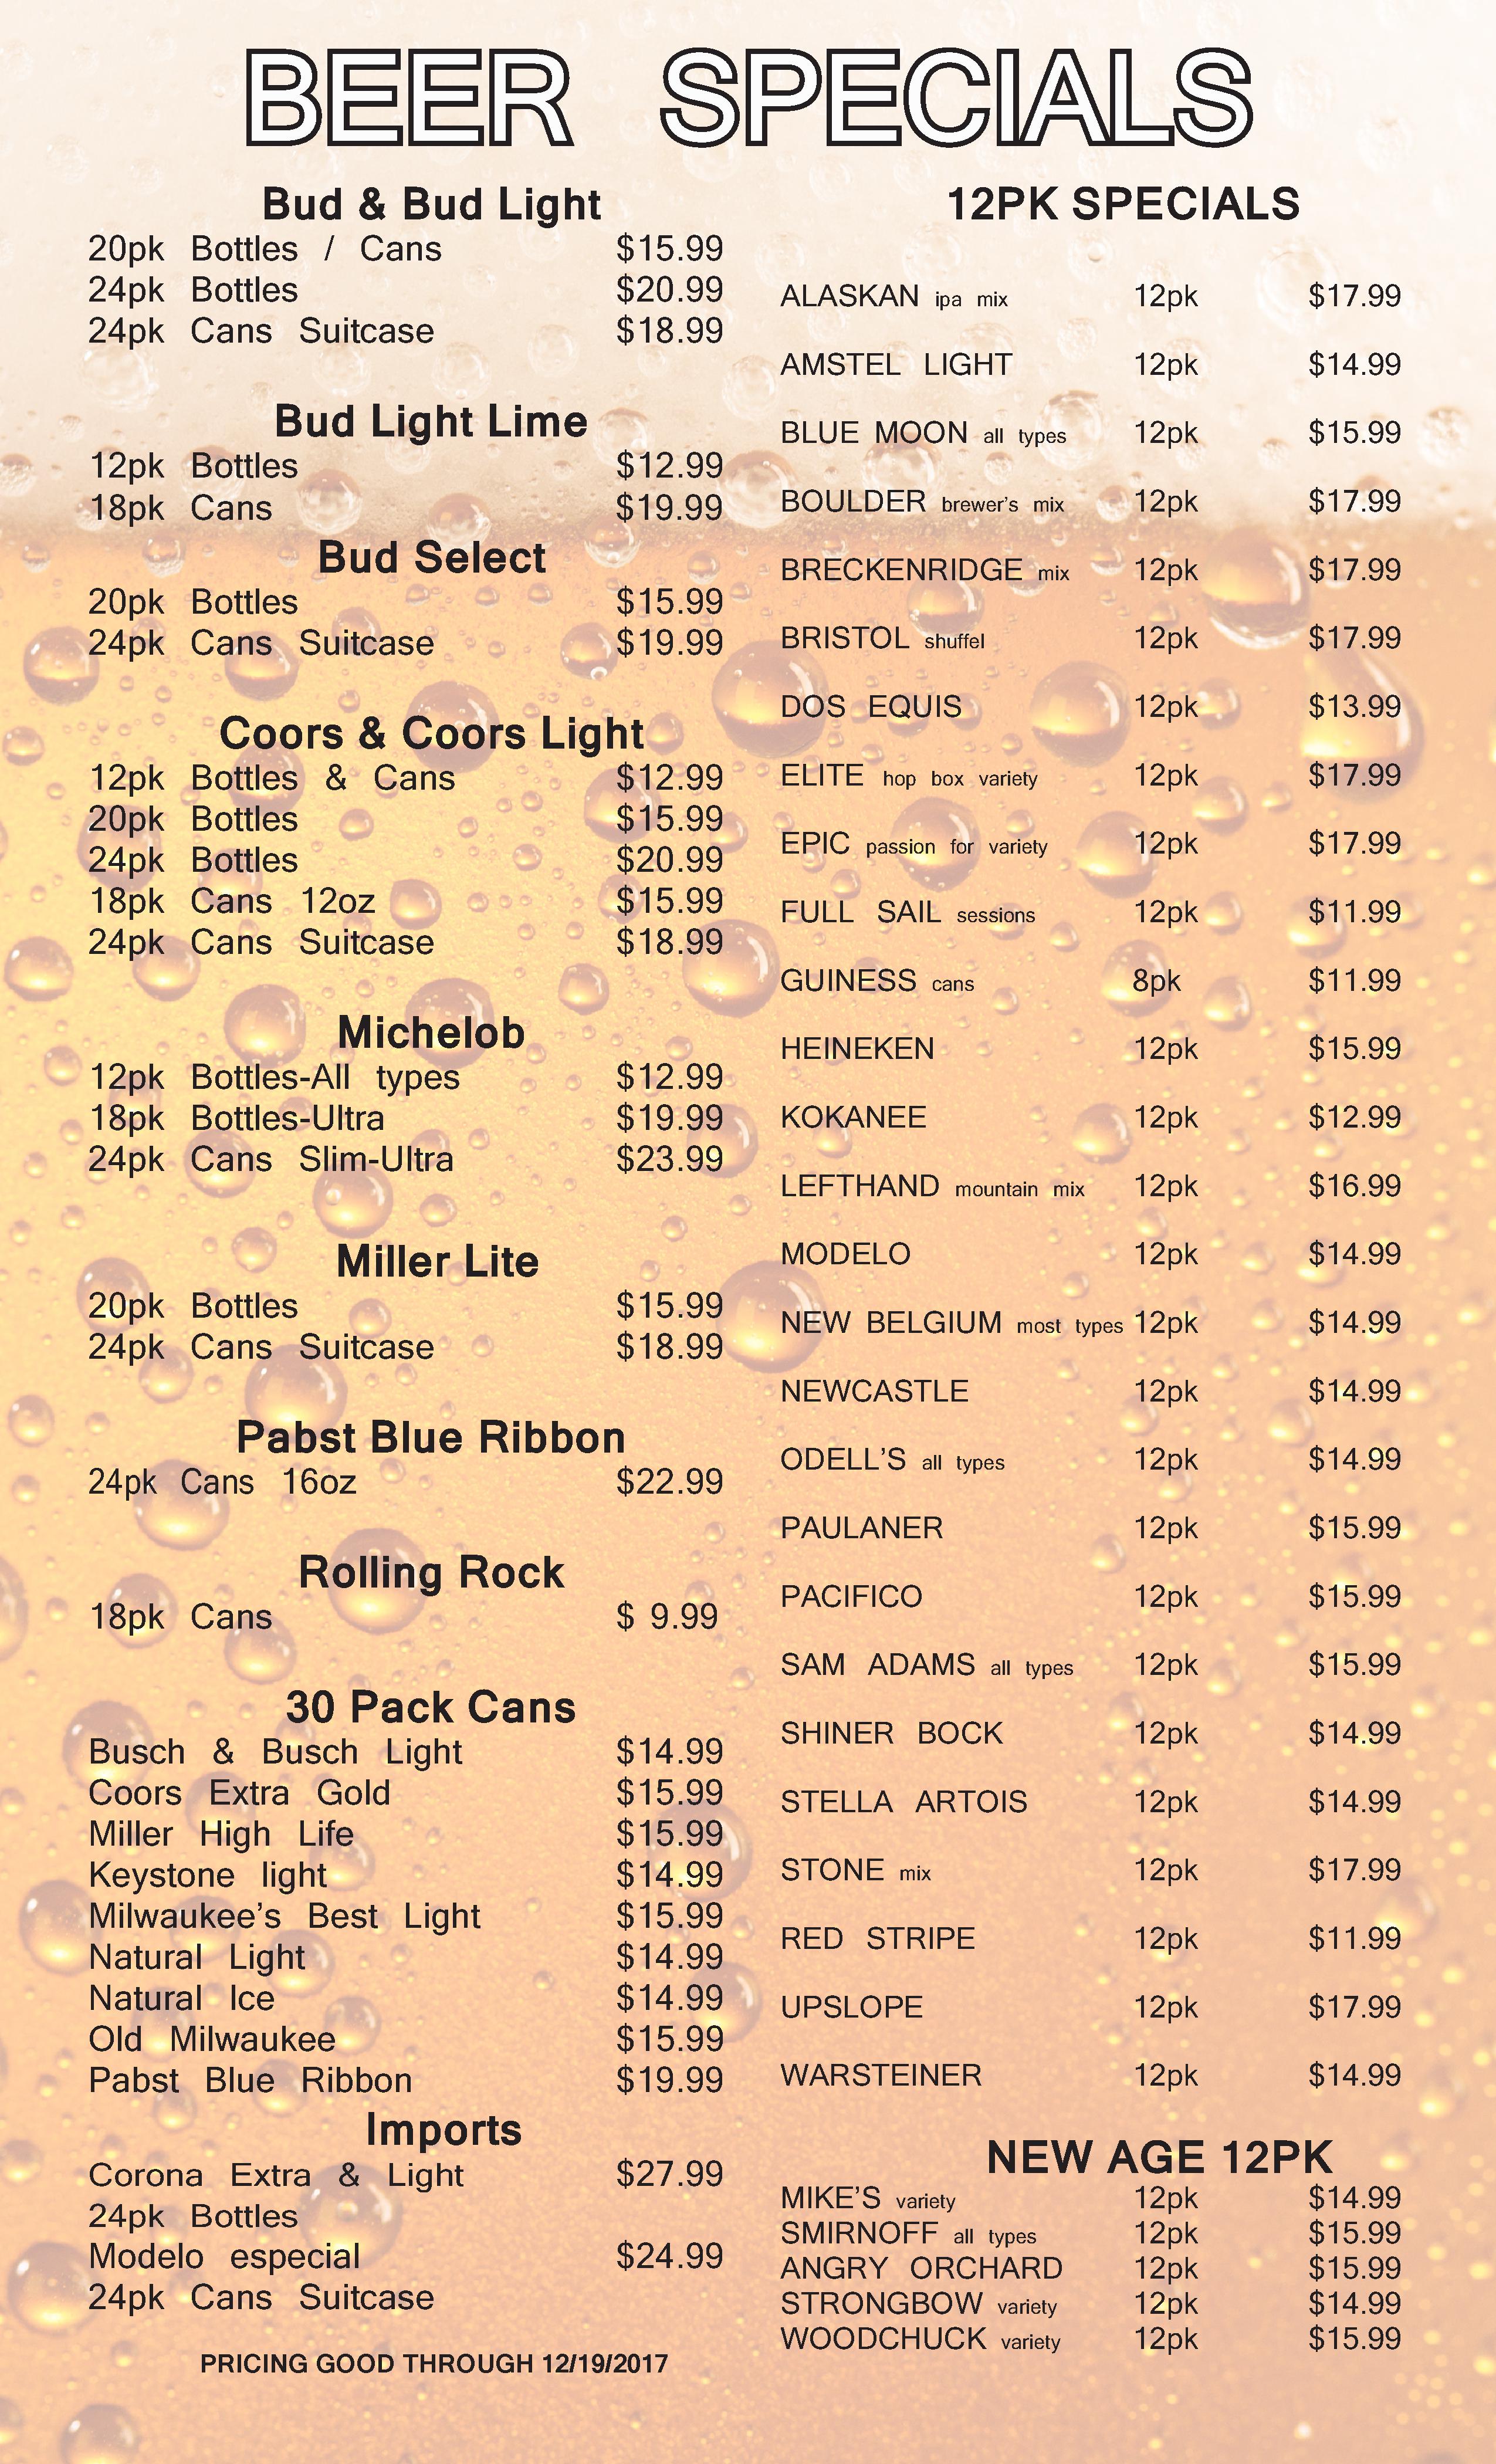 BEER SPECIALS
Bud & Bud Light
20pk Bottles / Cans $15.99
24pk Bottles $20.99
24pk Cans Suitcase $18.99
Bud Light Lime
12pk Bottles $12.99
18pk Cans $19.99
Bud Select
20pk Bottles $15.99
24pk Cans Suitcase $19.99
Coors & Coors Light
12pk Bottles & Cans $12.99
20pk Bottles $15.99
24pk Bottles $20.99
18pk Cans 12oz $15.99
24pk Cans Suitcase $18.99
Michelob
12pk Bottles-All types $12.99
18pk Bottles-Ultra $19.99
24pk Cans Slim-Ultra $23.99
Miller Lite
20pk Bottles $15.99
24pk Cans Suitcase $18.99
Pabst Blue Ribbon
24pk Cans 16oz $22.99
Rolling Rock
18pk Cans $ 9.99
30 Pack Cans
Busch & Busch Light $14.99
Coors Extra Gold $15.99
Miller High Life $15.99
Keystone light $14.99
Milwaukee's Best Light $15.99
Natural Light $14.99
Natural Ice $14.99
Old Milwaukee $15.99
Pabst Blue Ribbon $19.99
Imports
Corona Extra & Light $27.99
24pk Bottles
Modelo especial $24.99
24pk Cans Suitcase
PRICING GOOD THROUGH 12/19/2017
12PK SPECIALS
ALASKAN ipa mix 12pk $17.99
AMSTEL LIGHT 12pk $14.99
BLUE MOON all types 12pk $15.99
BOULDER brewer's mix 12pk $17.99
BRECKENRIDGE mix 12pk $17.99
BRISTOL shuffel 12pk $17.99
DOS EQUIS 12pk $13.99
ELITE hop box variety 12pk $17.99
EPIC passion for variety 12pk $17.99
FULL SAIL sessions 12pk $11.99
GUINESS cans 8pk $11.99
HEINEKEN 12pk $15.99
KOKANEE 12pk $12.99
LEFTHAND mountain mix 12pk $16.99
MODELO 12pk $14.99
NEW BELGIUM most types 12pk $14.99
NEWCASTLE 12pk $14.99
ODELL'S all types 12pk $14.99
PAULANER 12pk $15.99
PACIFICO 12pk $15.99
SAM ADAMS all types 12pk $15.99
SHINER BOCK 12pk $14.99
STELLA ARTOIS 12pk $14.99
STONE mix 12pk $17.99
RED STRIPE 12pk $11.99
UPSLOPE 12pk $17.99
WARSTEINER 12pk $14.99
NEW AGE 12PK
MIKE'S variety 12pk $14.99
SMIRNOFF all types 12pk $15.99
ANGRY ORCHARD 12pk $15.99
STRONGBOW variety 12pk $14.99
WOODCHUCK variety 12pk $15.99